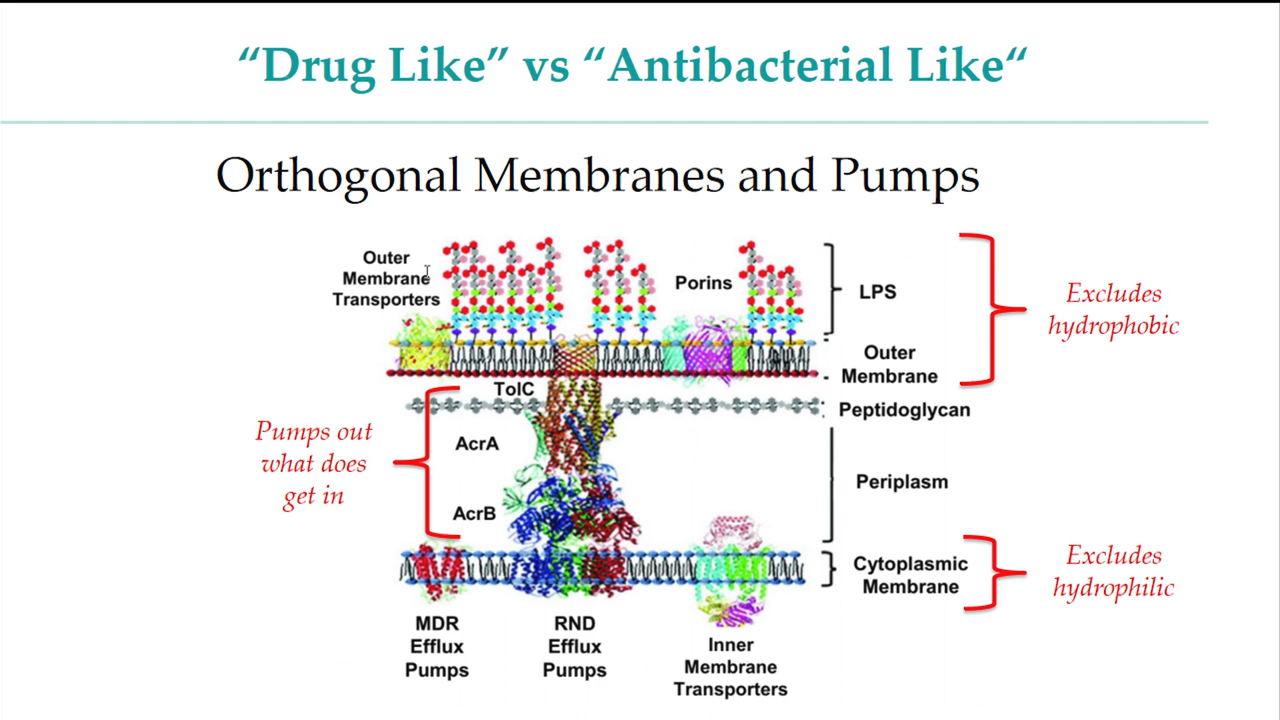 “Drug Like” vs “Antibacterial Like“
Orthogonal Membranes and Pumps
Outer
Membrane
Transporters
Porins
LPS
Excludes
hydrophobic
Outer
Membrane
TolC
Peptidoglycan
Pumps out
what does
get in
AcrA
Periplasm
AcrB
Cytoplasmic
Membrane
Excludes
hydrophilic
MDR
Efflux
Pumps
RND
Efflux
Pumps
Inner
Membrane
Transporters